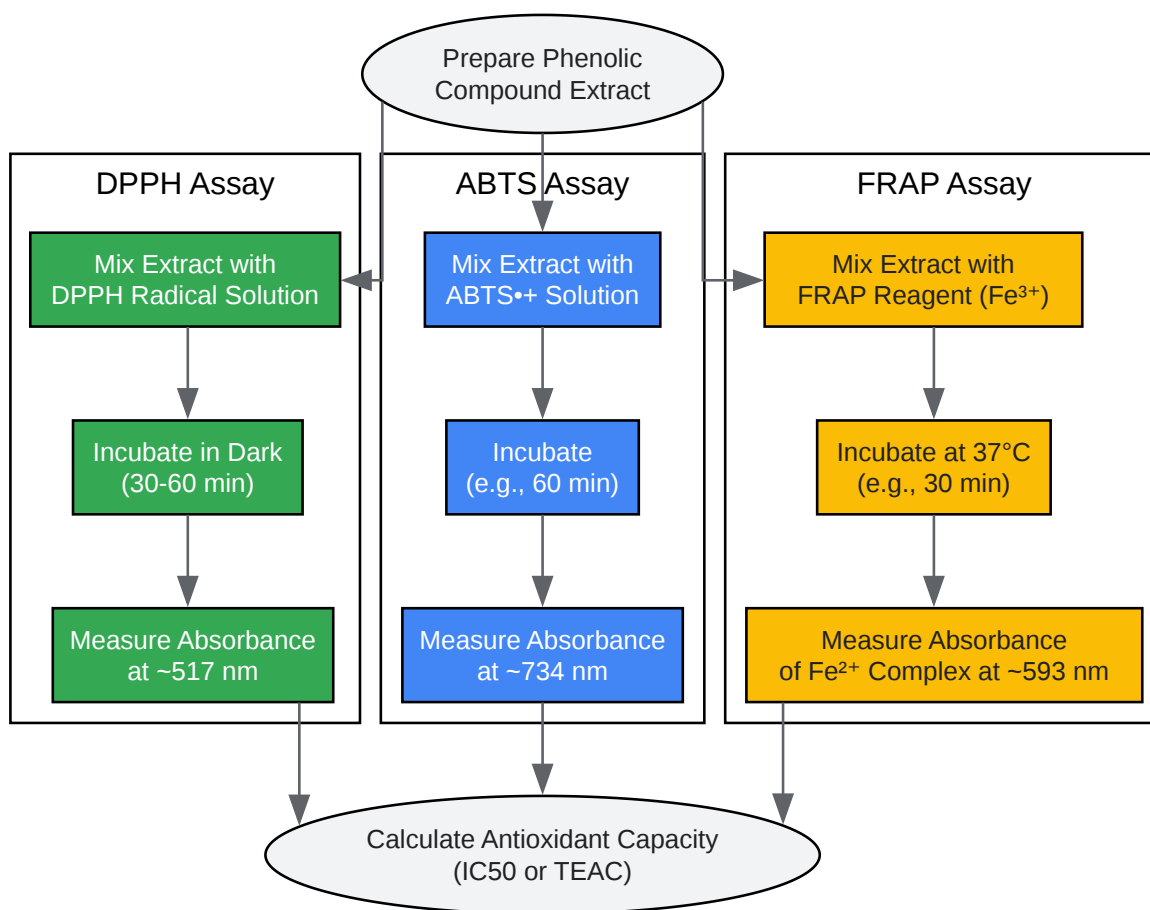 Prepare Phenolic
Compound Extract
DPPH Assay
Mix Extract with
DPPH Radical Solution
Incubate in Dark
(30-60 min)
Measure Absorbance
at ~517 nm
ABTS Assay
Mix Extract with
ABTS•+ Solution
Incubate
(e.g., 60 min)
Measure Absorbance
at ~734 nm
FRAP Assay
Mix Extract with
FRAP Reagent (Fe³⁺)
Incubate at 37°C
(e.g., 30 min)
Measure Absorbance
of Fe²⁺ Complex at ~593 nm
Calculate Antioxidant Capacity
(IC50 or TEAC)